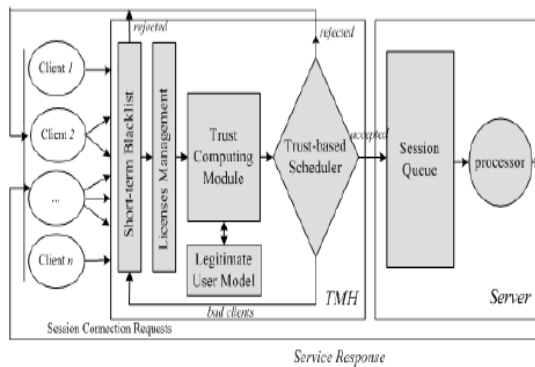 rejected
rejected
Client 1
Client 2
...
Client n
Short-term Blacklist
Licenses Management
Trust
Computing
Module
Legitimate
User Model
Trust-based
Scheduler
accepted
Session
Queue
processor
bad clients
TMH
Server
Session Connection Requests
Service Response